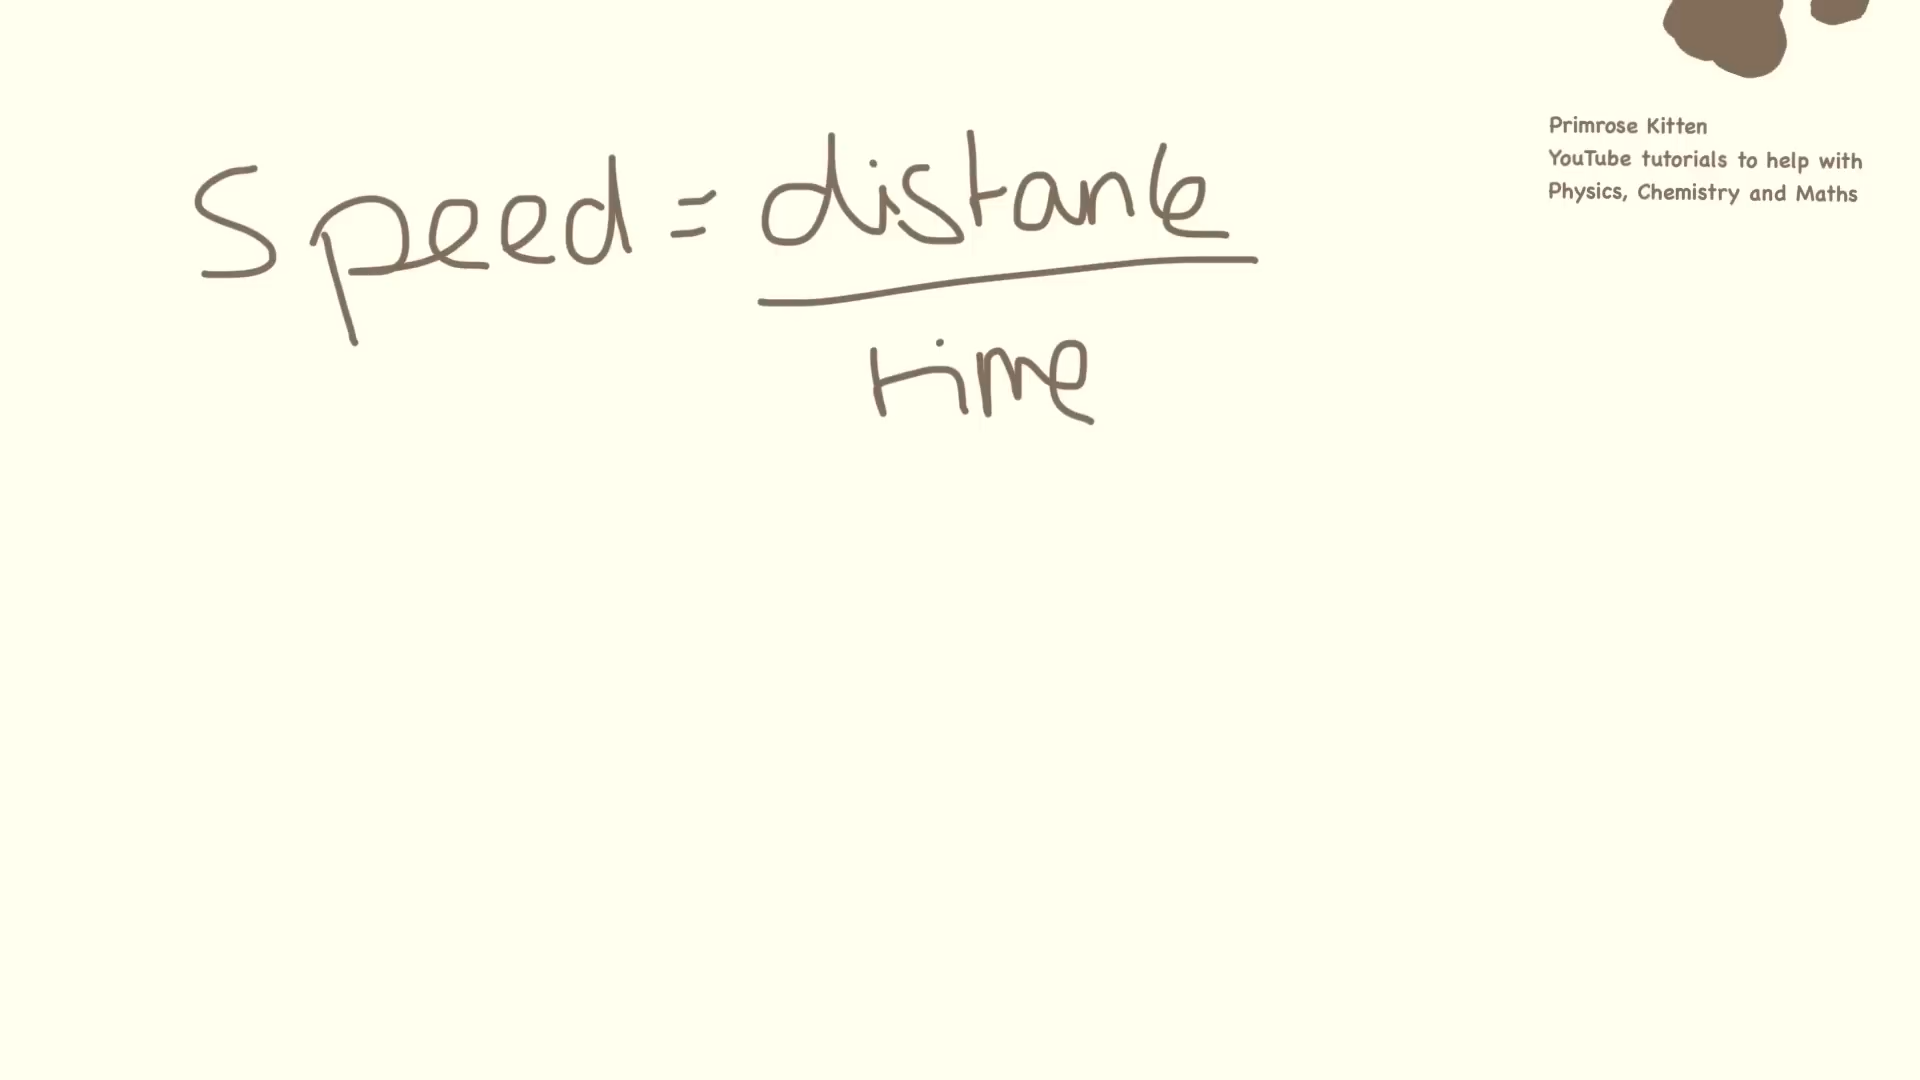 Speed = distance
time
Primrose Kitten
YouTube tutorials to help with
Physics, Chemistry and Maths